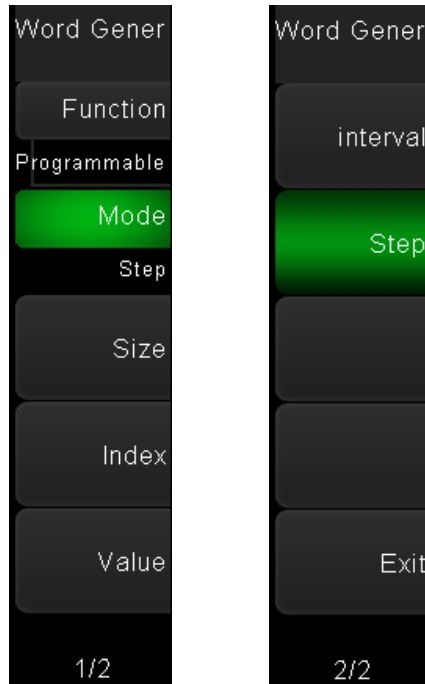 Word Gener
Function
Programmable
Mode
Step
Size
Index
Value
1/2
Word Gener
interval
Step
Exit
2/2